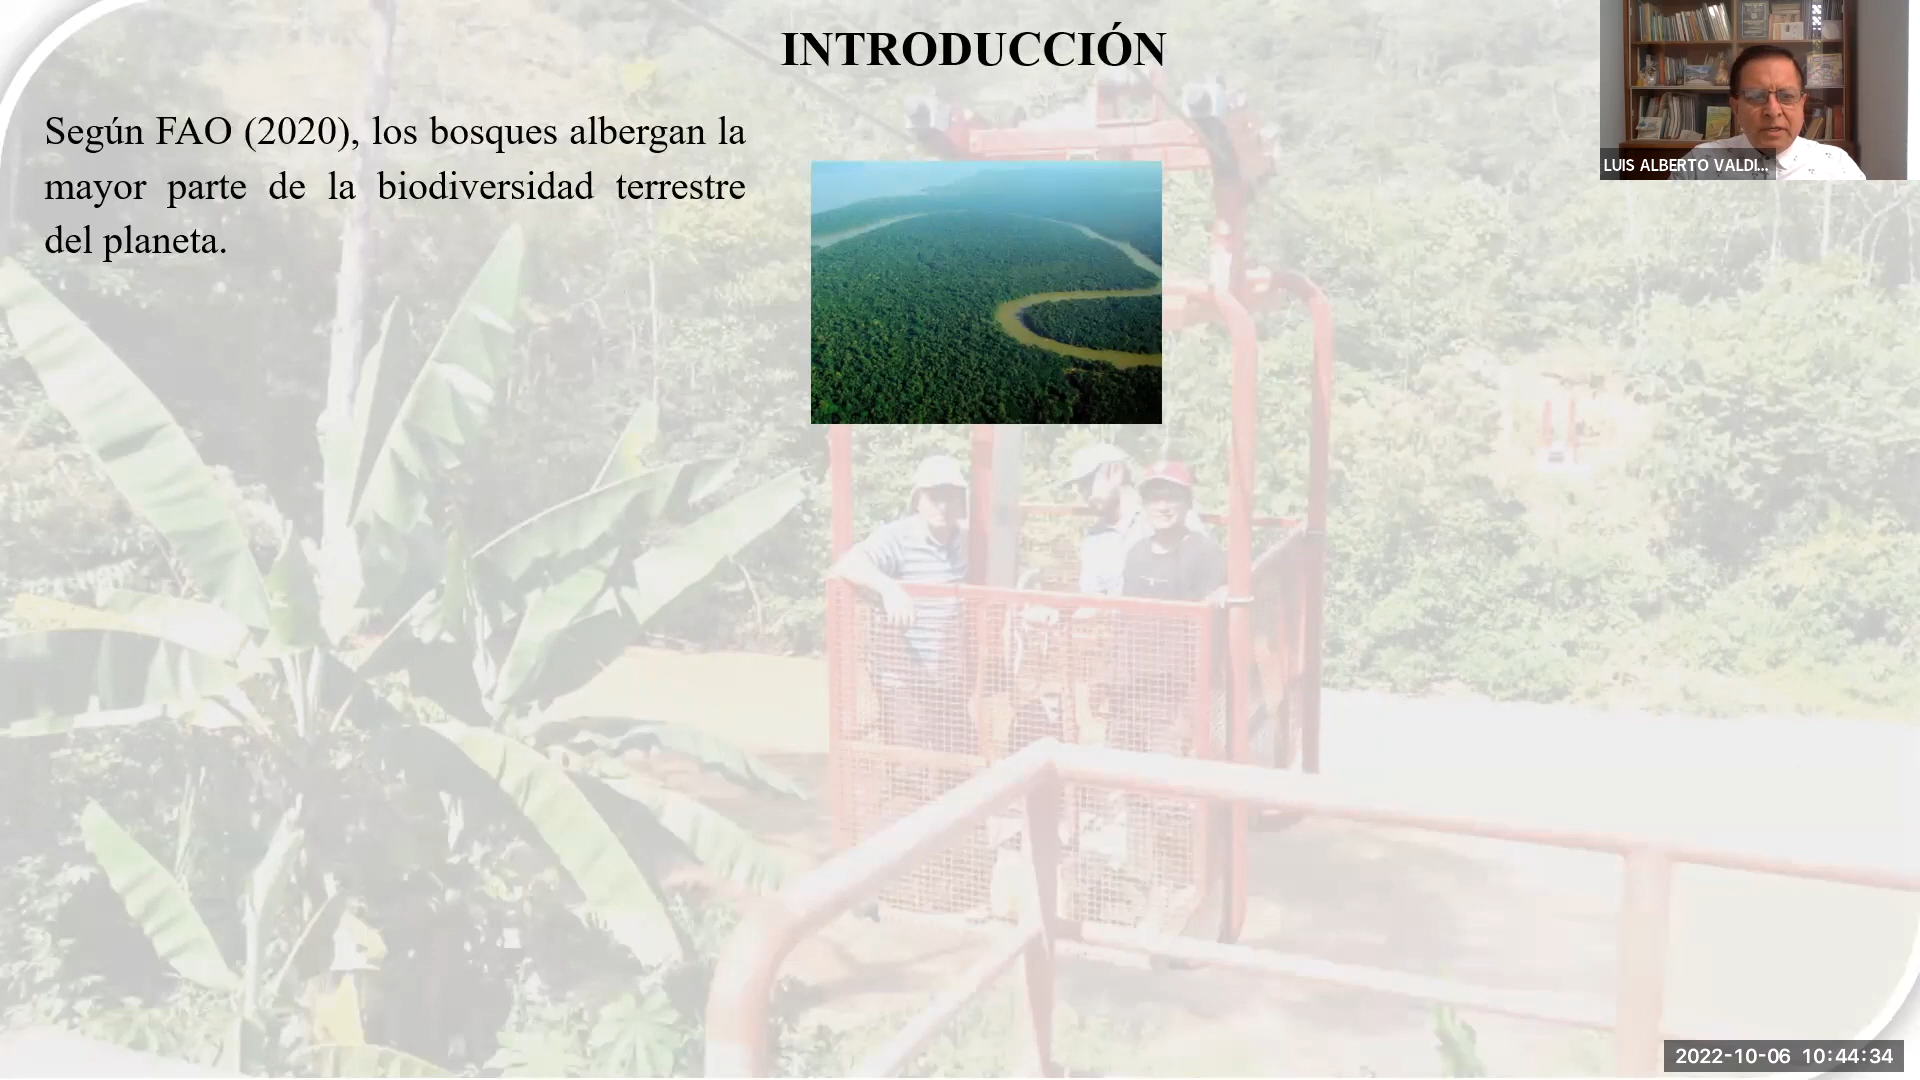 INTRODUCCIÓN
Según FAO (2020), los bosques albergan la
mayor parte de la biodiversidad terrestre
del planeta.
LUIS ALBERTO VALDI...
2022-10-06 10:44:34